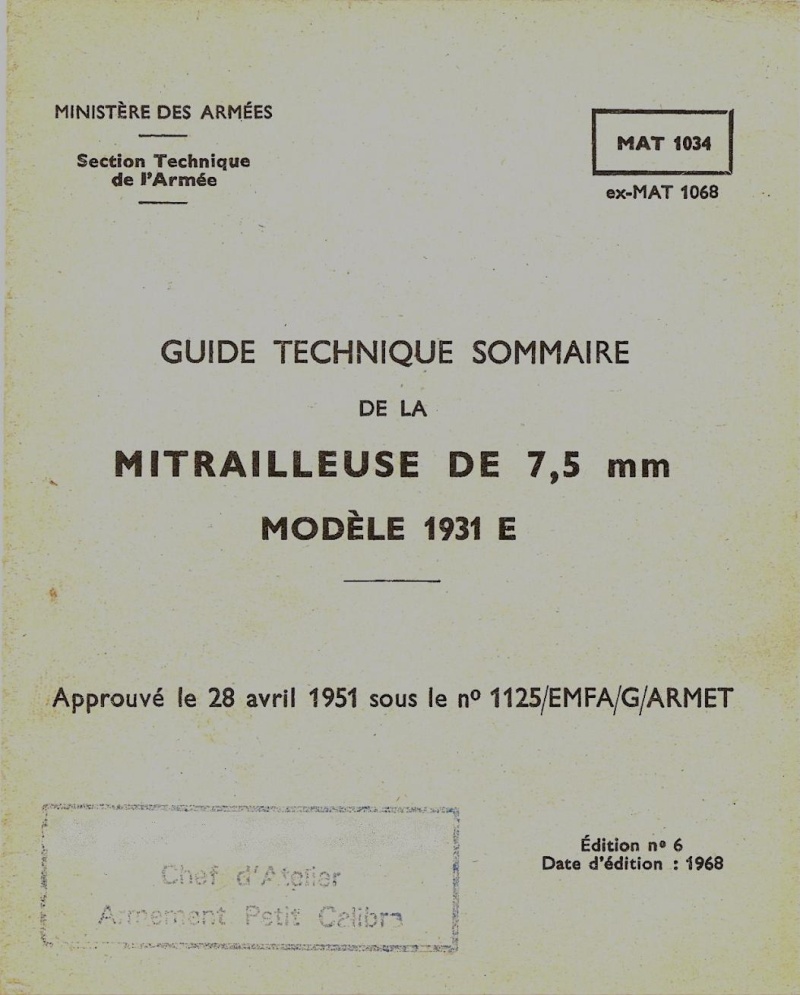 MINISTÈRE DES ARMÉES
Section Technique
de l'Armée
MAT 1034
ex-MAT 1068
GUIDE TECHNIQUE SOMMAIRE
DE LA
MITRAILLEUSE DE 7,5 mm
MODÈLE 1931 E
Approuvé le 28 avril 1951 sous le nº 1125/EMFA/G/ARMET
Édition nº 6
Date d'édition : 1968
Chef d'Atelier
Armement Petit Calibre